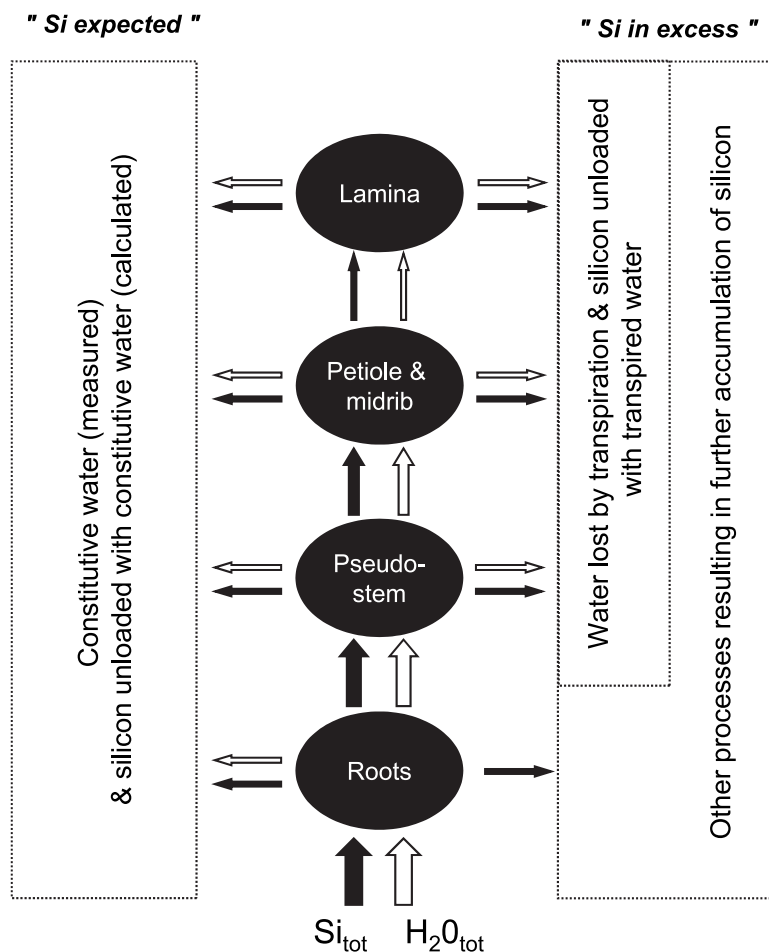 " Si expected "
" Si in excess "
Constitutive water (measured)
& silicon unloaded with constitutive water (calculated)
Lamina
Petiole &
midrib
Pseudo-
stem
Roots
Water lost by transpiration & silicon unloaded
with transpired water
Other processes resulting in further accumulation of silicon
Si_tot
H_20_tot